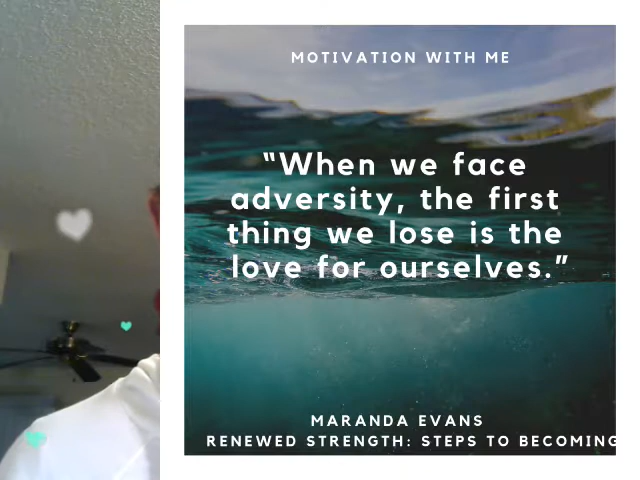 MOTIVATION WITH ME
"When we face
adversity, the first
thing we lose is the
love for ourselves."
MARANDA EVANS
RENEWED STRENGTH: STEPS TO BECOMING